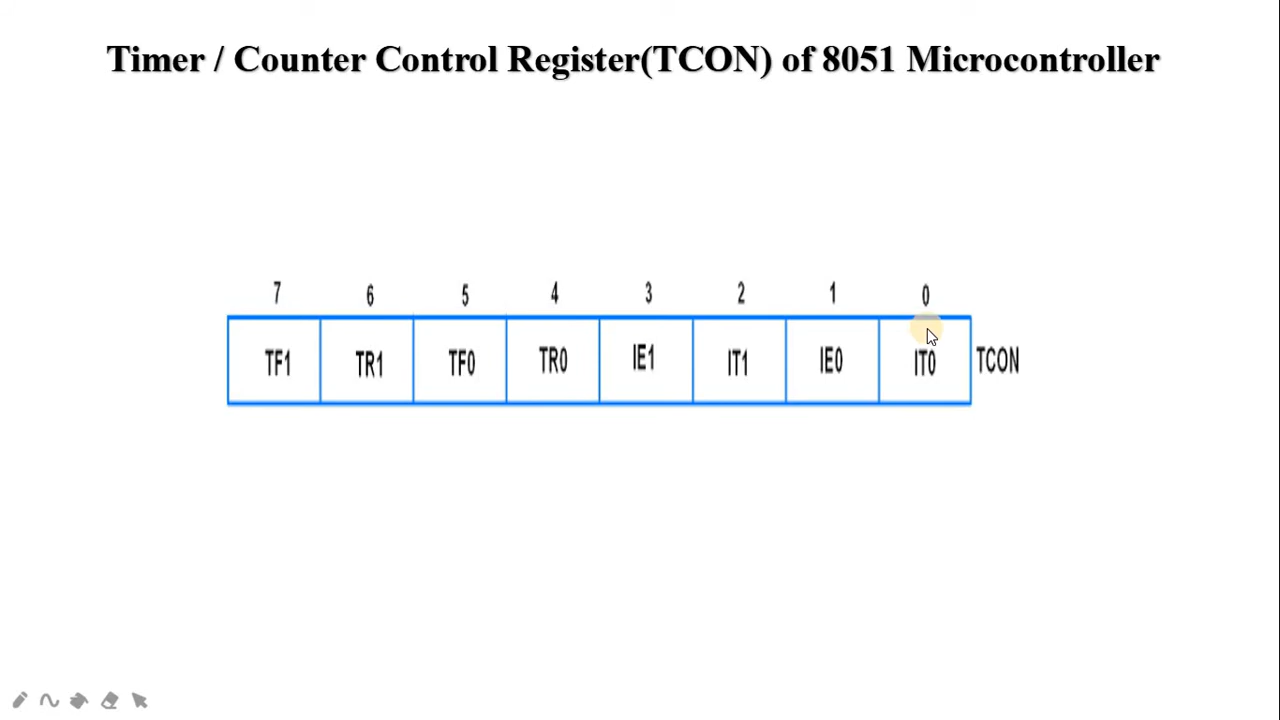 Timer / Counter Control Register(TCON) of 8051 Microcontroller
7 6 5 4 3 2 1 0
TF1 TR1 TF0 TR0 IE1 IT1 IE0 IT0 TCON